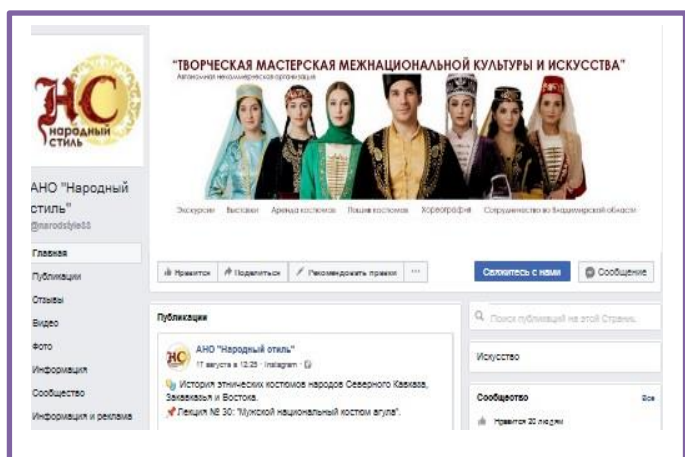 НС
народный
СТИЛЬ
"ТВОРЧЕСКАЯ МАСТЕРСКАЯ МЕЖНАЦИОНАЛЬНОЙ КУЛЬТУРЫ И ИСКУССТВА"
Автономная некоммерческая организация
Экскурсии Выставки Аренда костюмов Пошив костюмов Хореография Сотрудничество во Владимирской области
АНО "Народный
стиль"
@narodstyle33
Главная
Публикации
Отзывы
Видео
Фото
Информация
Сообщество
Информация и реклама
Нравится Поделиться Рекомендовать правки ...
Свяжитесь с нами Сообщение
Публикации
АНО "Народный стиль"
17 августа в 12:25 · Instagram ·
История этнических костюмов народов Северного Кавказа,
Закавказья и Востока.
Лекция № 30: "Мужской национальный костюм агула".
Поиск публикаций на этой Страниц
Искусство
Сообщество Все
Нравится 20 людям